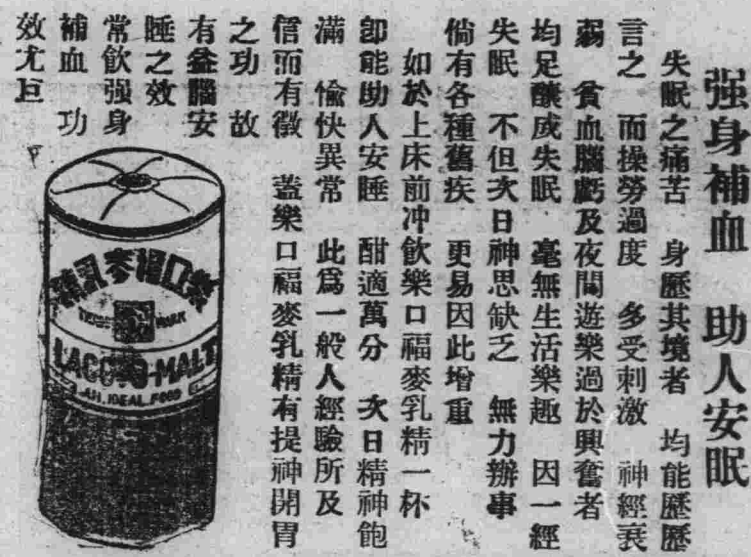 强身補血 助人安眠
失眠之痛苦 身歷其境者 均能歷歷
言之 而操勞過度 多受刺激 神經衰
弱 貧血腦虧及夜間遊樂過於興奮者
均足釀成失眠 毫無生活樂趣 因一經
失眠 不但次日神思缺乏 無力辦事
倘有各種舊疾 更易因此增重
如於上床前冲飲樂口福麥乳精一杯
卽能助人安睡 酣適萬分 次日精神飽
滿 愉快異常 此爲一般人經驗所及
信而有徵 蓋樂口福麥乳精有提神開胃
之功 故
有益腦安
睡之效
常飲强身
補血 功
效尤巨
樂口福麥乳精
TRADE MARK
LACOVO-MALT
AN IDEAL FOOD